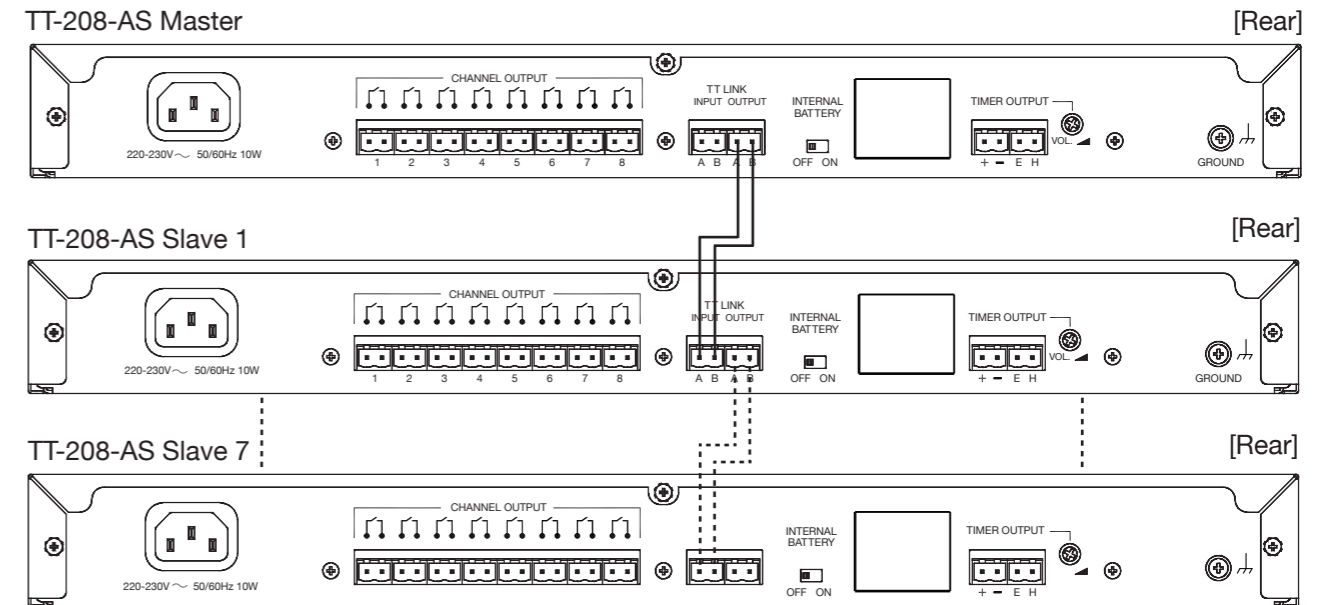 TT-208-AS Master [Rear]
CHANNEL OUTPUT
TT LINK
INPUT OUTPUT
INTERNAL
BATTERY
TIMER OUTPUT
VOL.
220-230V～ 50/60Hz 10W
1 2 3 4 5 6 7 8
A B A B
OFF ON
+ − E H
GROUND
TT-208-AS Slave 1 [Rear]
CHANNEL OUTPUT
TT LINK
INPUT OUTPUT
INTERNAL
BATTERY
TIMER OUTPUT
VOL.
220-230V～ 50/60Hz 10W
1 2 3 4 5 6 7 8
A B A B
OFF ON
+ − E H
GROUND
TT-208-AS Slave 7 [Rear]
CHANNEL OUTPUT
INTERNAL
BATTERY
TIMER OUTPUT
220-230V～ 50/60Hz 10W
OFF ON
+ − E H